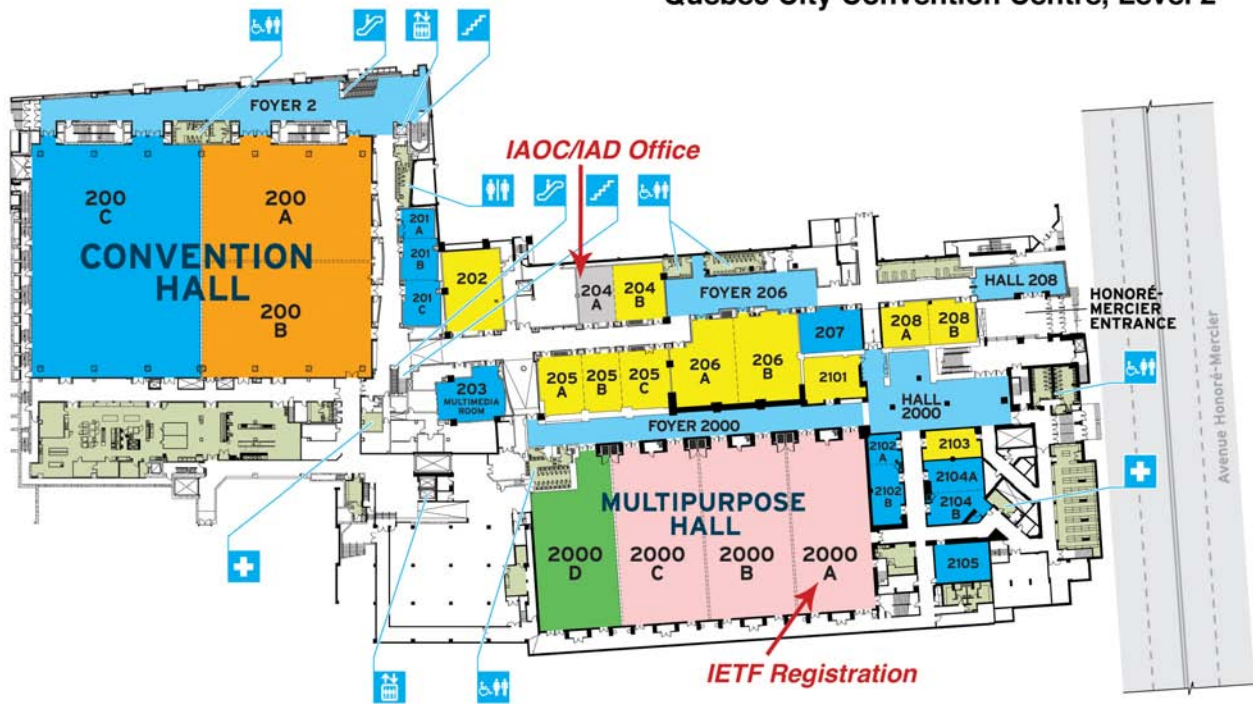 Québec City Convention Centre, Level 2
FOYER 2
IAOC/IAD Office
200
C
200
A
CONVENTION
HALL
200
B
201
A
201
B
201
C
202
204
A
204
B
FOYER 206
HALL 208
HONORÉ-
MERCIER
ENTRANCE
207
208
A
208
B
203
MULTIMEDIA
ROOM
205
A
205
B
205
C
206
A
206
B
2101
HALL
2000
FOYER 2000
2102
A
2102
B
2103
2104A
2104
B
2105
MULTIPURPOSE
HALL
2000
D
2000
C
2000
B
2000
A
IETF Registration
Avenue Honoré-Mercier